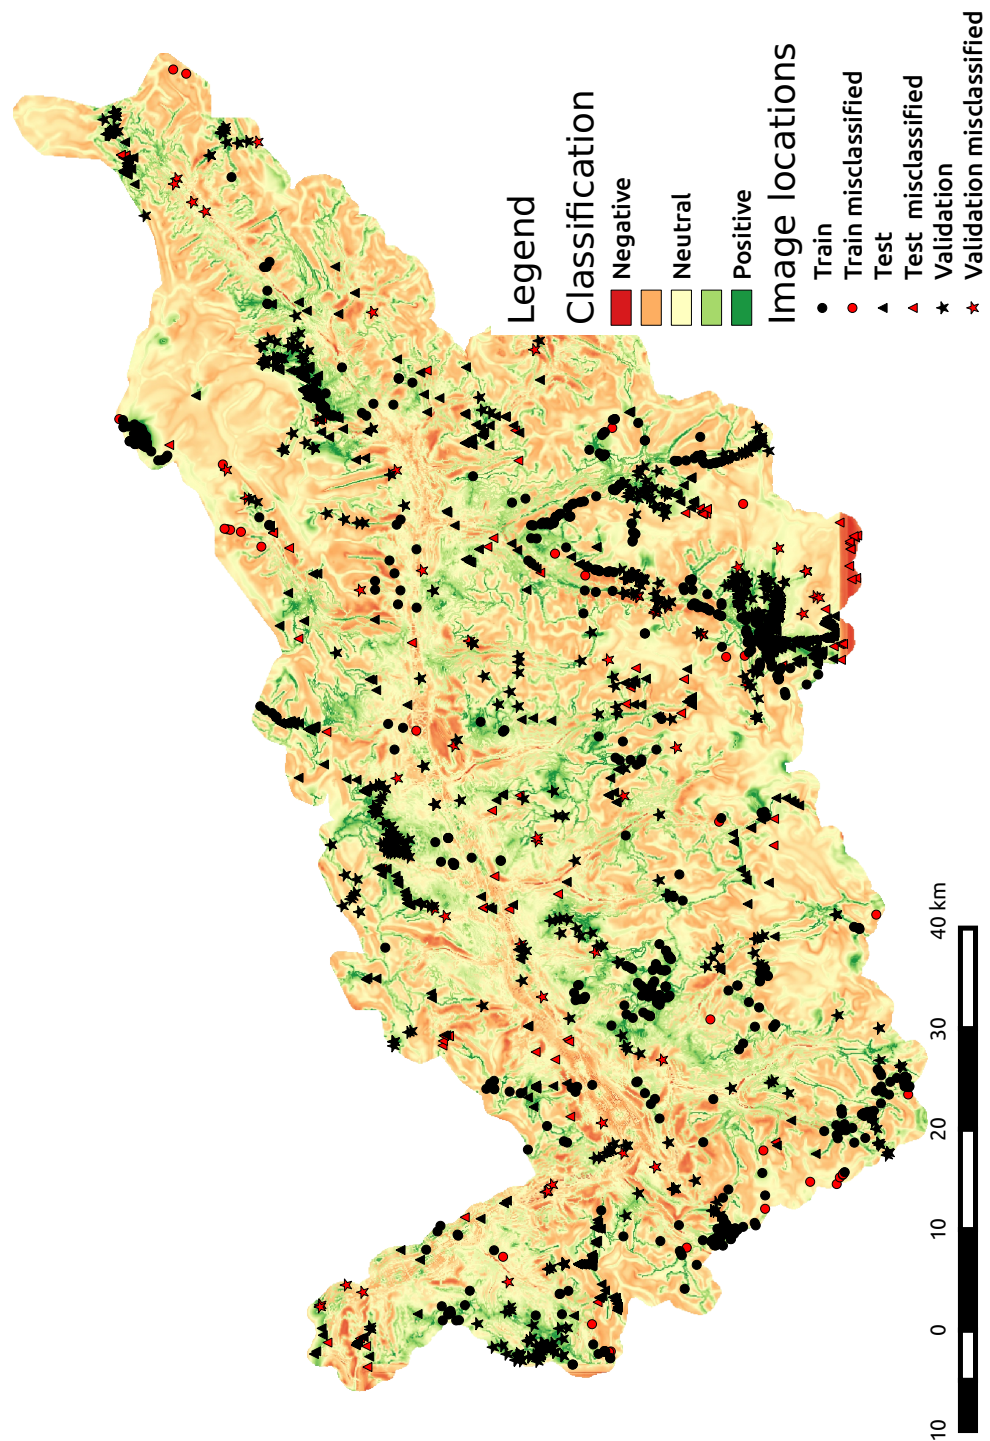 Legend
Classification
Negative
Neutral
Positive
Image locations
Train
Train misclassified
Test
Test misclassified
Validation
Validation misclassified
10 0 10 20 30 40 km